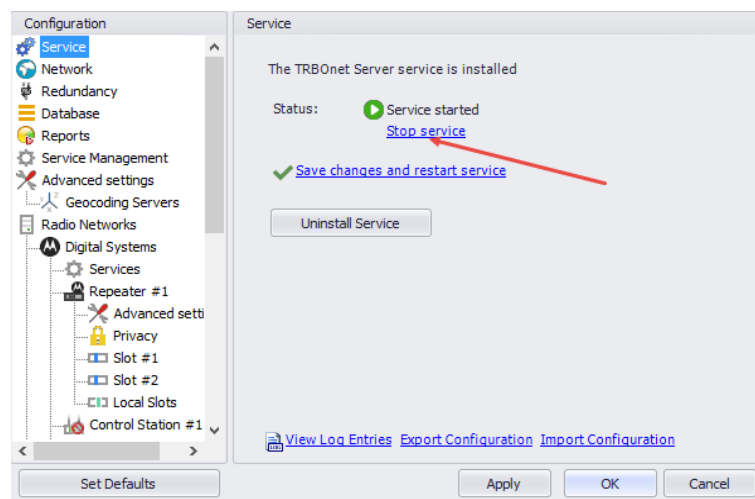 Configuration
Service
Network
Redundancy
Database
Reports
Service Management
Advanced settings
Geocoding Servers
Radio Networks
Digital Systems
Services
Repeater #1
Advanced setti
Privacy
Slot #1
Slot #2
Local Slots
Control Station #1
Set Defaults
Service
The TRBOnet Server service is installed
Status: Service started
Stop service
Save changes and restart service
Uninstall Service
View Log Entries Export Configuration Import Configuration
Apply OK Cancel